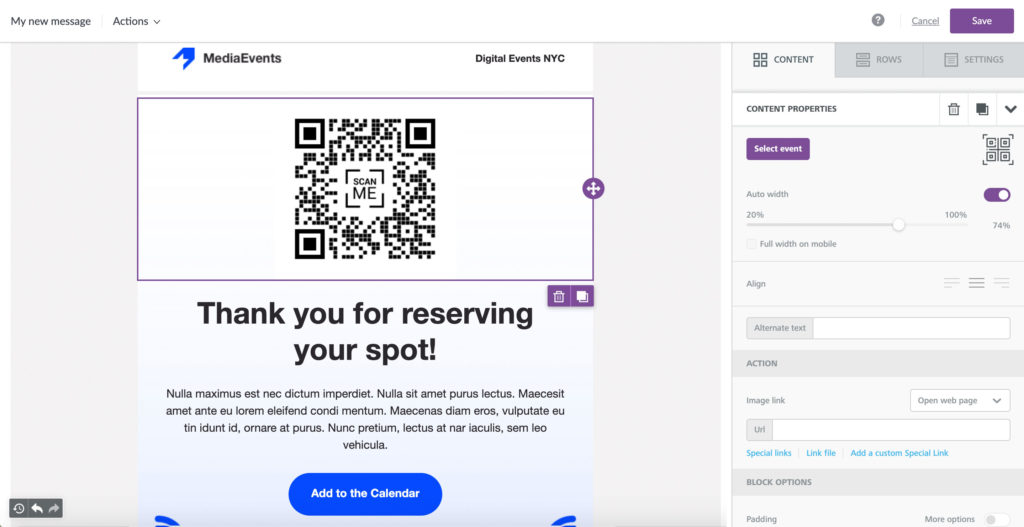 My new message
Actions
?
Cancel
Save
MediaEvents
Digital Events NYC
SCAN
ME
Thank you for reserving
your spot!
Nulla maximus est nec dictum imperdiet. Nulla sit amet purus lectus. Maecesit
amet ante eu lorem eleifend condi mentum. Maecenas diam eros, vulputate eu
tin idunt id, ornare at purus. Nunc pretium, lectus at nar iaculis, sem leo
vehicula.
Add to the Calendar
CONTENT
ROWS
SETTINGS
CONTENT PROPERTIES
Select event
Auto width
20%
100%
74%
Full width on mobile
Align
Alternate text
ACTION
Image link
Open web page
Url
Special links
Link file
Add a custom Special Link
BLOCK OPTIONS
Padding
More options